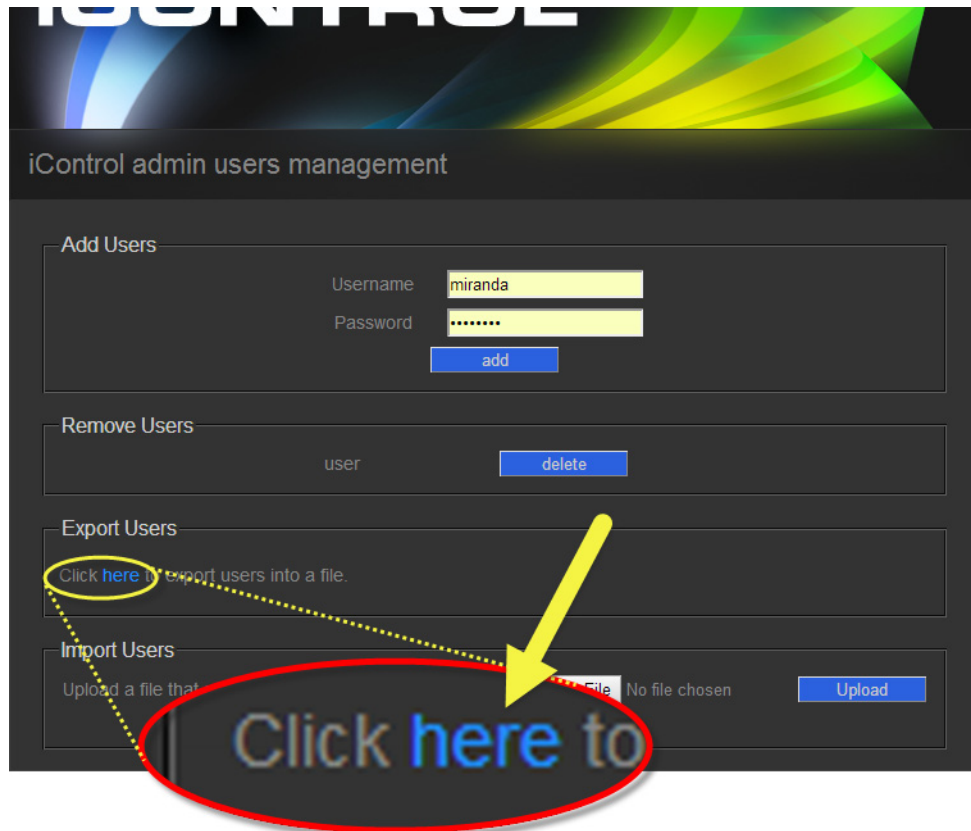 iCONTROL
iControl admin users management
Add Users
Username miranda
Password ••••••••
add
Remove Users
user delete
Export Users
Click here to export users into a file.
Import Users
Upload a file that File No file chosen Upload
Click here to